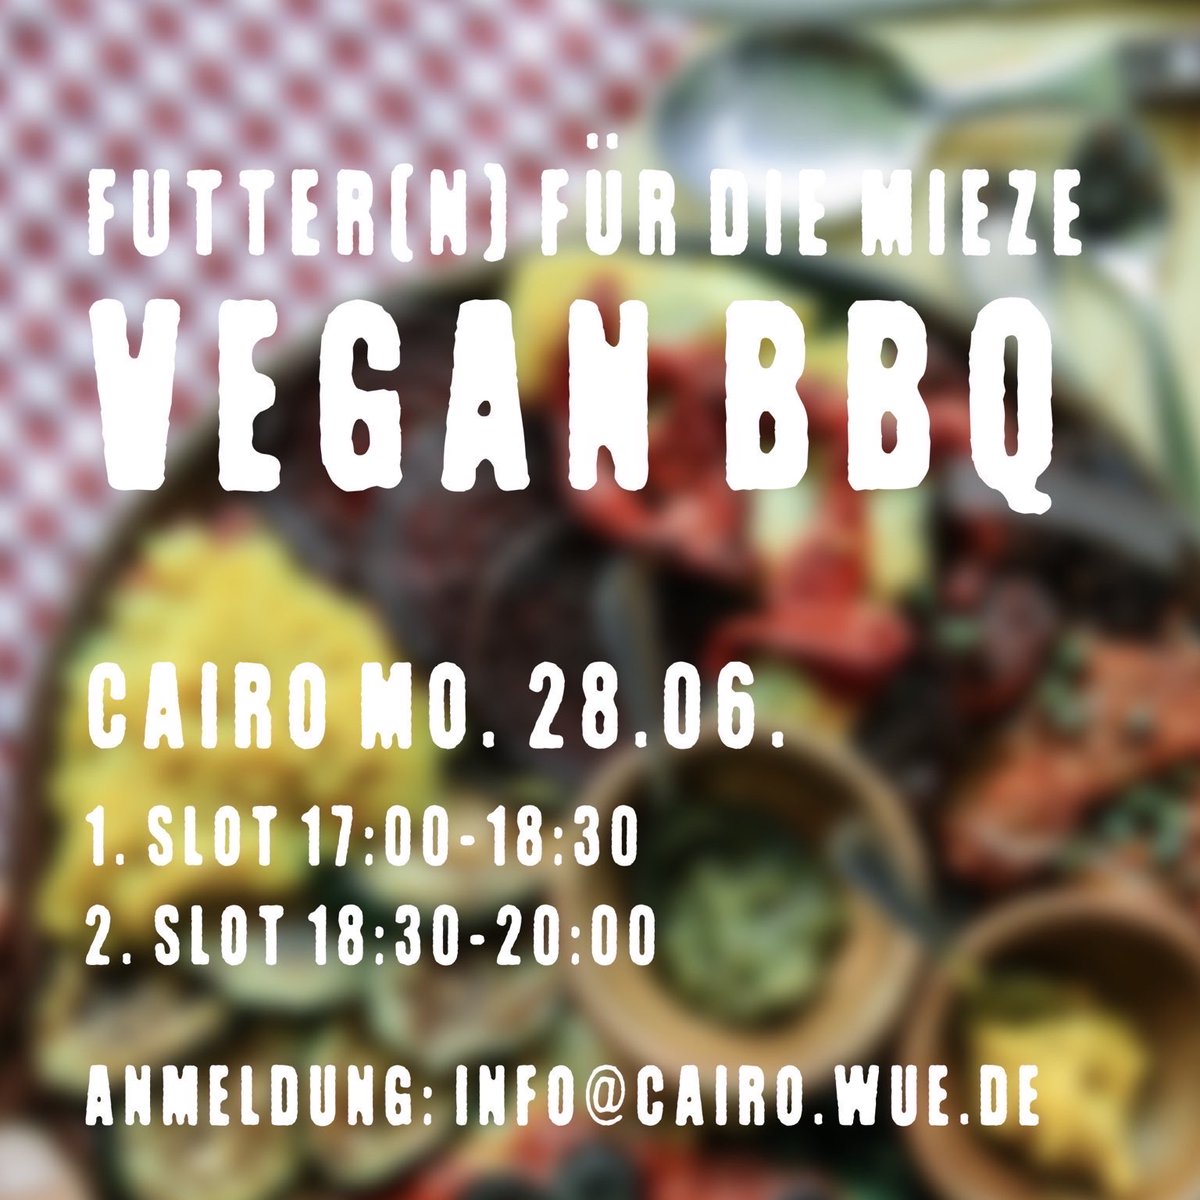 FUTTER(N) FÜR DIE MIEZE
VEGAN BBQ
CAIRO MO. 28.06.
1. SLOT 17:00-18:30
2. SLOT 18:30-20:00
ANMELDUNG: INFO@CAIRO.WUE.DE